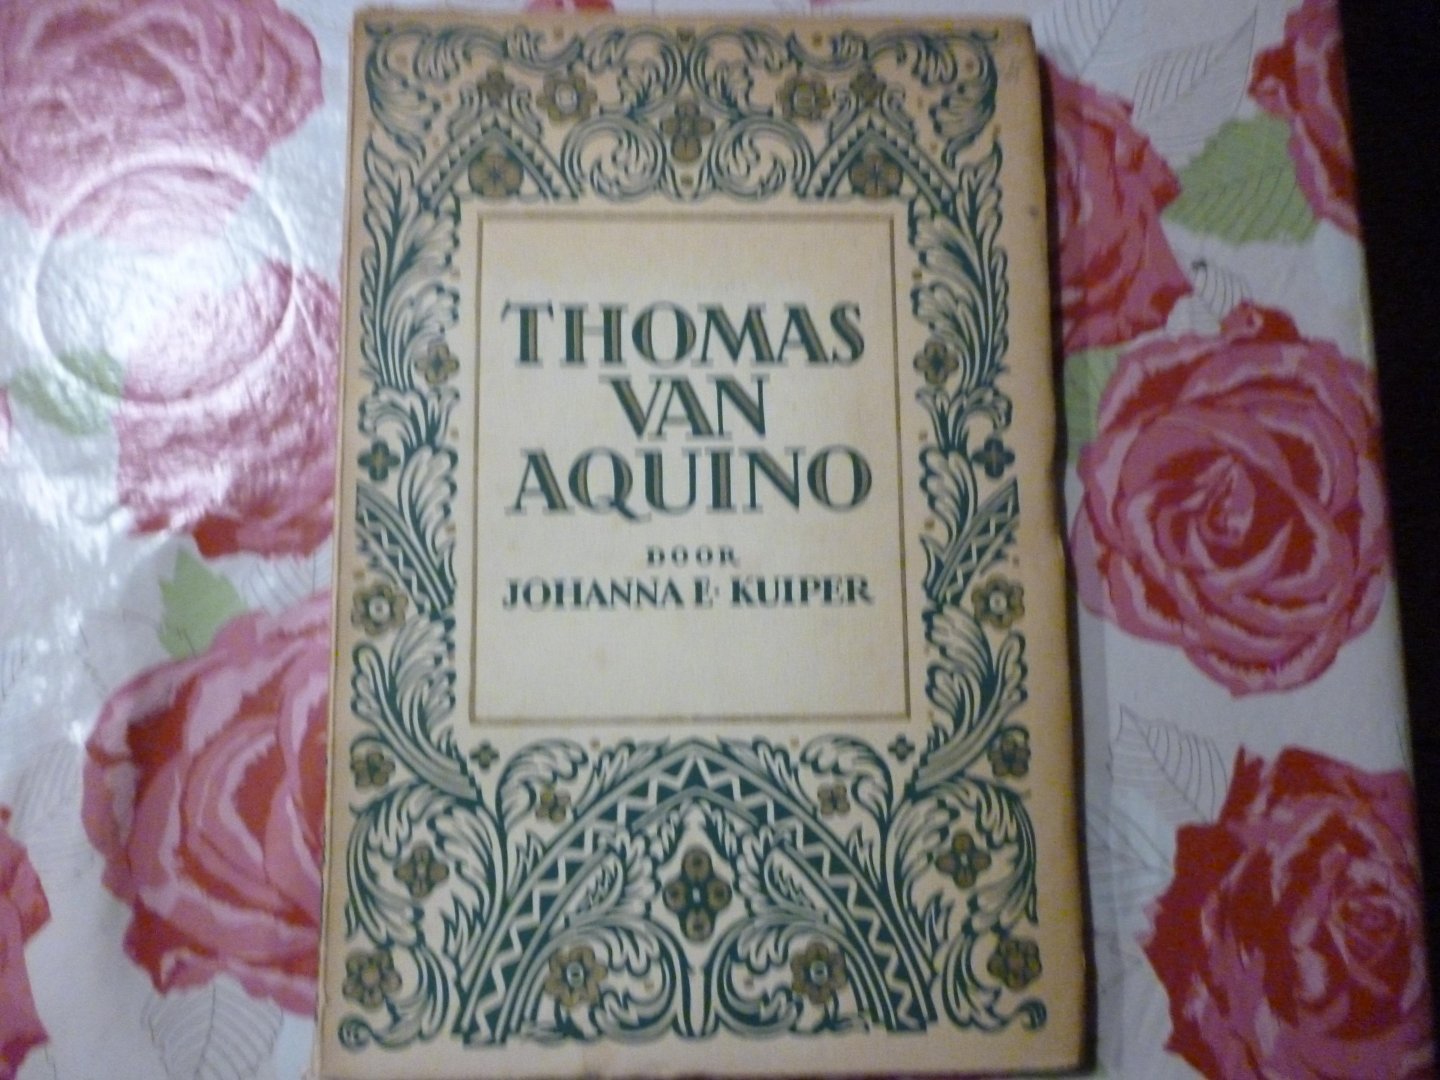 THOMAS
VAN
AQUINO
DOOR
JOHANNA E. KUIPER